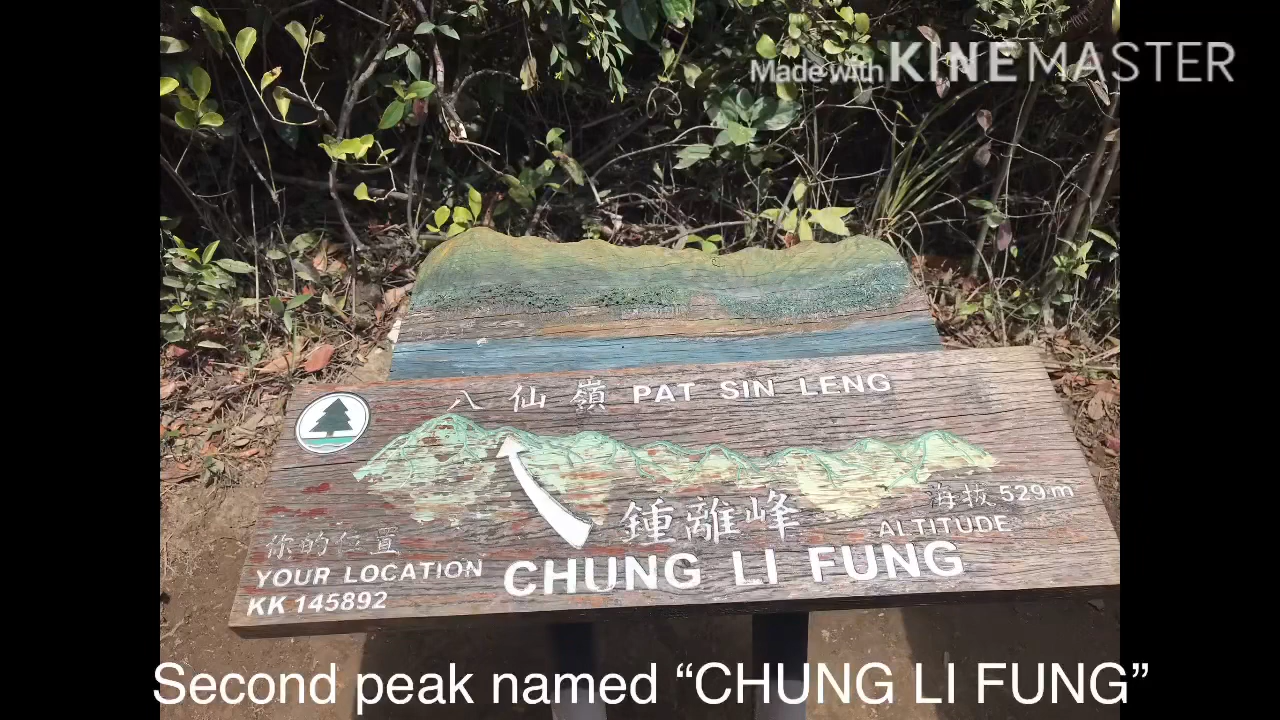 Made with KINEMASTER
八仙嶺 PAT SIN LENG
鍾離峰
海拔 529m
ALTITUDE
CHUNG LI FUNG
你的位置
YOUR LOCATION
KK 145892
Second peak named “CHUNG LI FUNG”